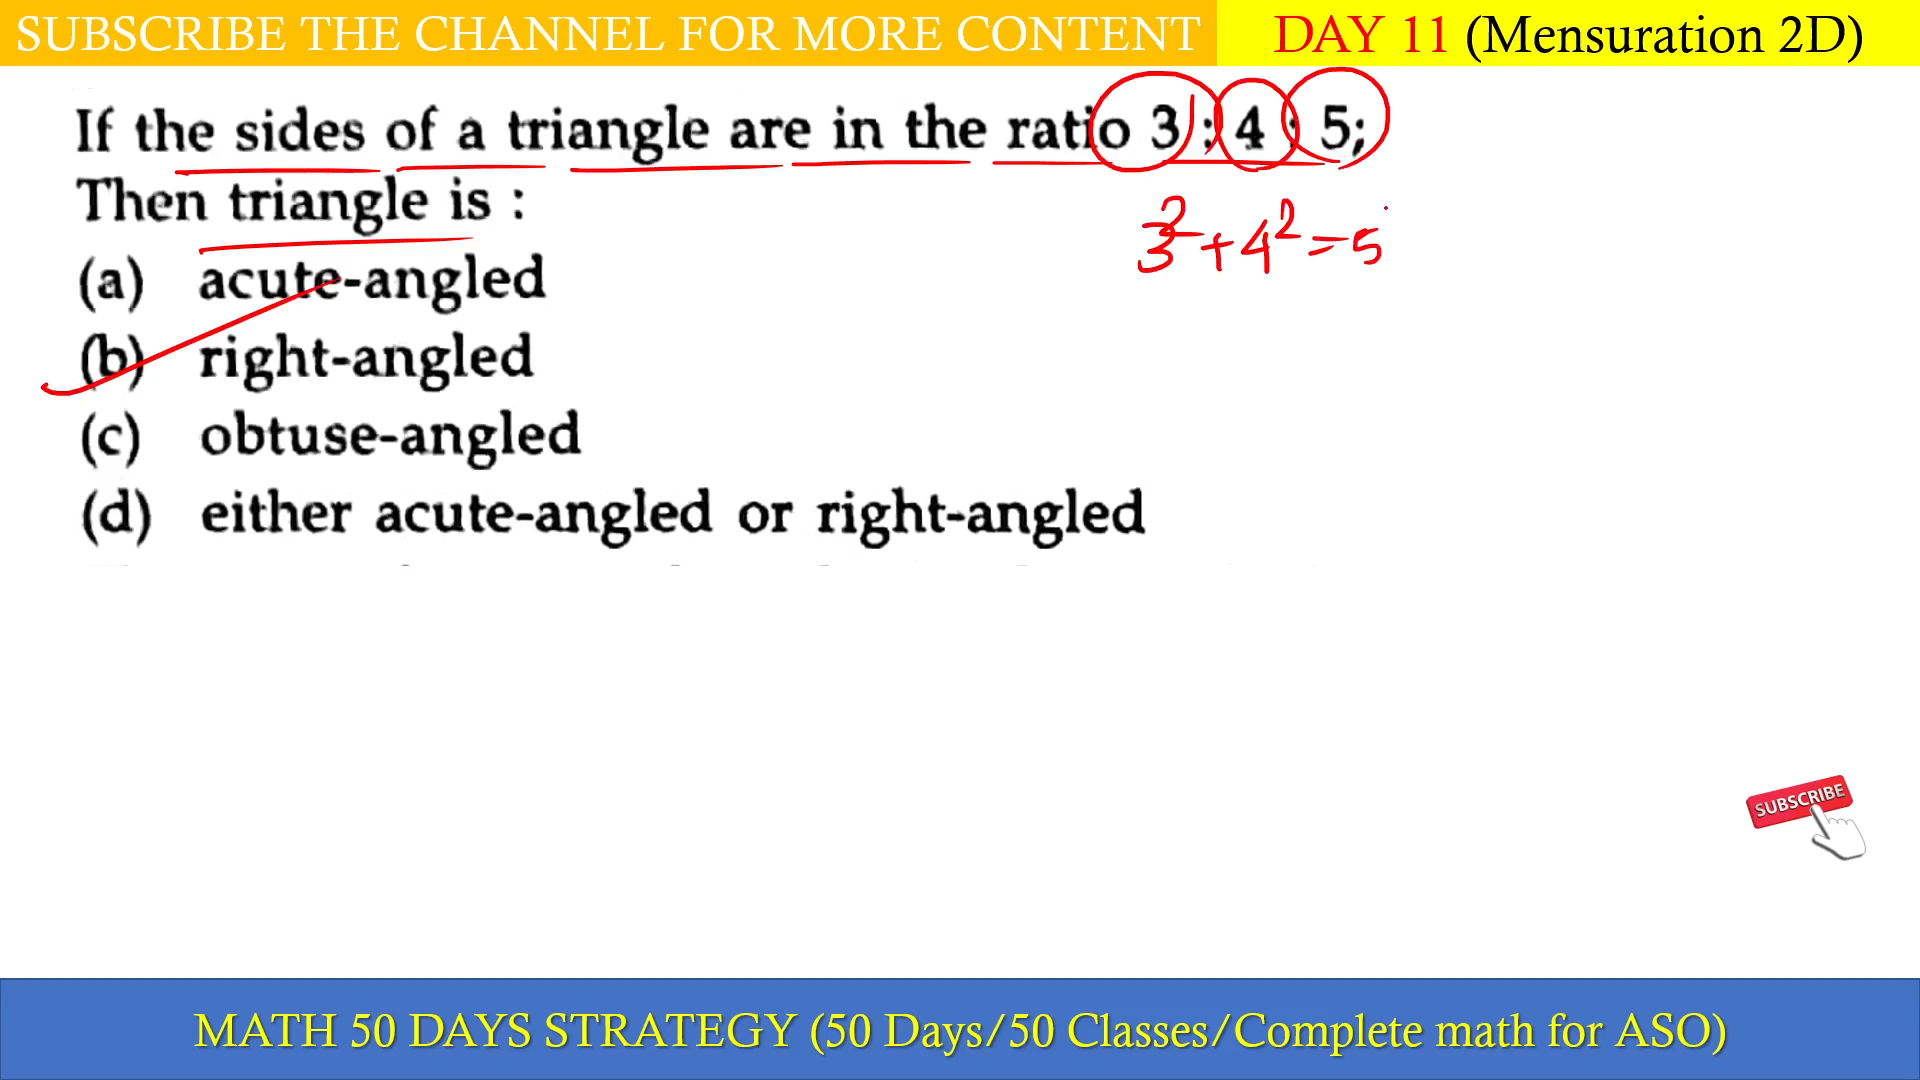 SUBSCRIBE THE CHANNEL FOR MORE CONTENT
DAY 11 (Mensuration 2D)
If the sides of a triangle are in the ratio 3 : 4 : 5;
Then triangle is :
3²+4²=5
(a) acute-angled
(b) right-angled
(c) obtuse-angled
(d) either acute-angled or right-angled
SUBSCRIBE
MATH 50 DAYS STRATEGY (50 Days/50 Classes/Complete math for ASO)